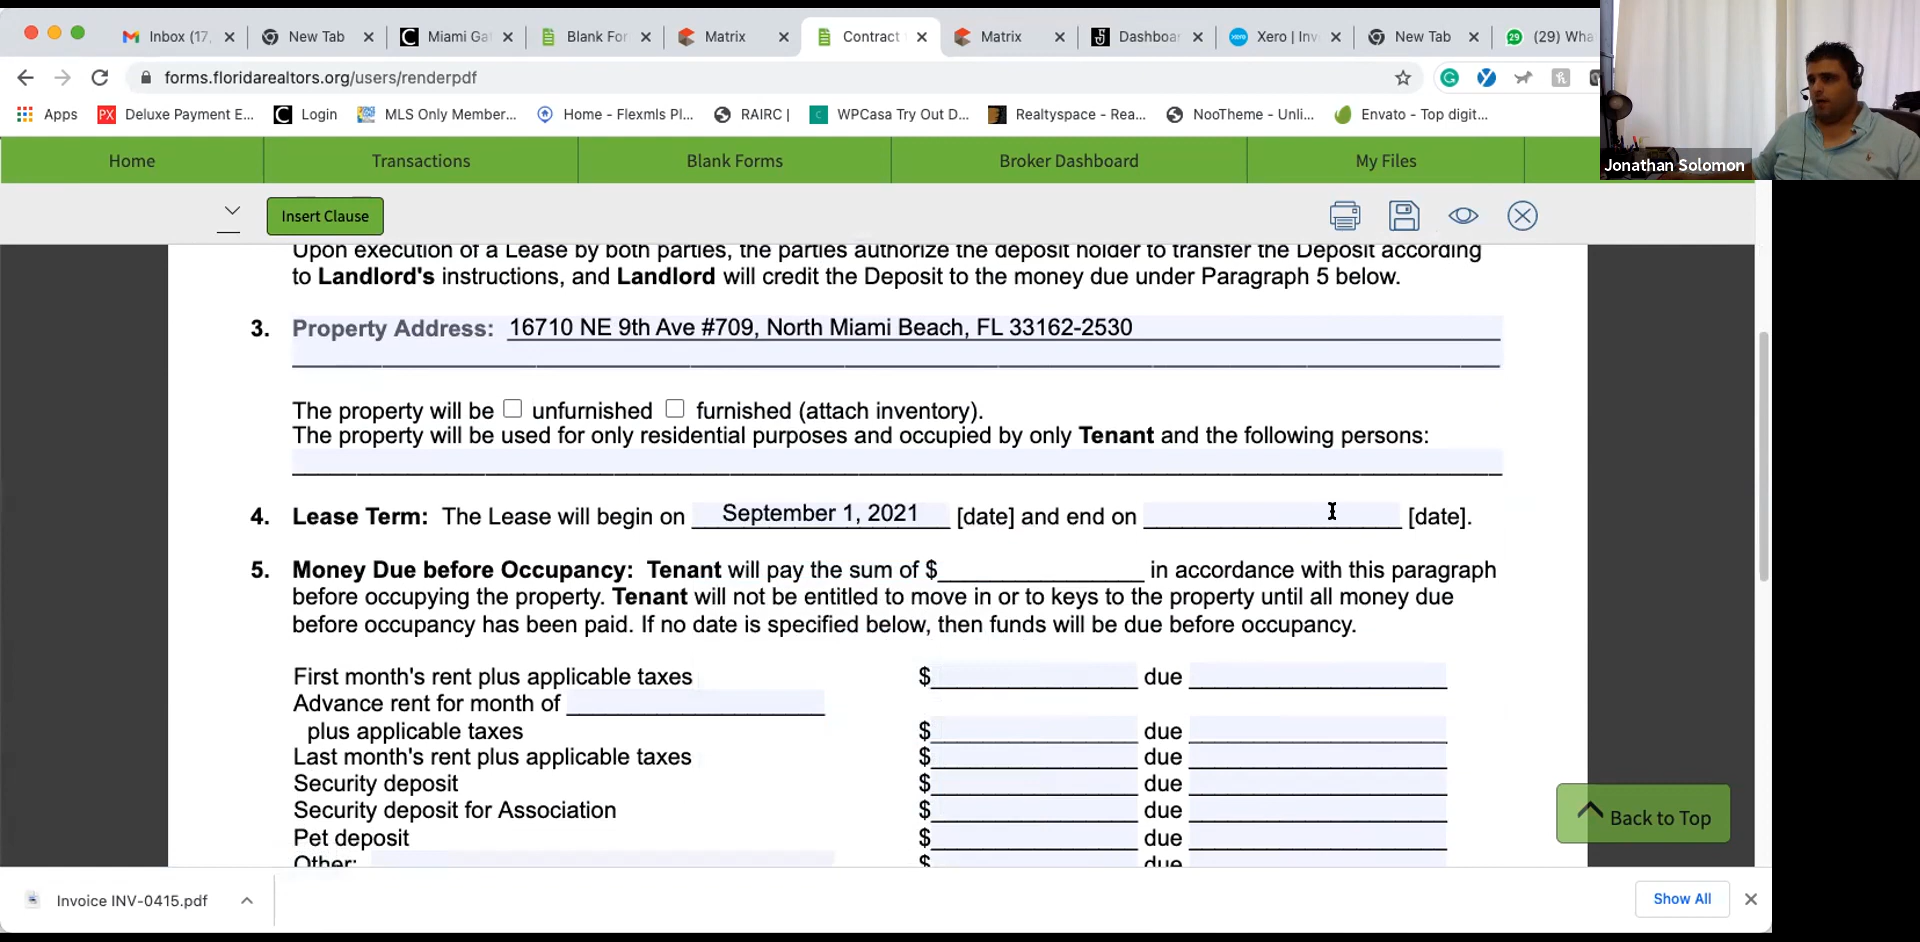 Inbox (17,
New Tab
Miami Ga
Blank For
Matrix
Contract
Matrix
Dashboar
Xero | Inv
New Tab
(29) Wha
forms.floridarealtors.org/users/renderpdf
Apps
Deluxe Payment E...
Login
MLS Only Member...
Home - Flexmls Pl...
RAIRC |
WPCasa Try Out D...
Realtyspace - Rea...
NooTheme - Unli...
Envato - Top digit...
Jonathan Solomon
Home
Transactions
Blank Forms
Broker Dashboard
My Files
Insert Clause
Upon execution of a Lease by both parties, the parties authorize the deposit holder to transfer the Deposit according
to Landlord's instructions, and Landlord will credit the Deposit to the money due under Paragraph 5 below.
3. Property Address: 16710 NE 9th Ave #709, North Miami Beach, FL 33162-2530
The property will be unfurnished furnished (attach inventory).
The property will be used for only residential purposes and occupied by only Tenant and the following persons:
4. Lease Term: The Lease will begin on September 1, 2021 [date] and end on [date].
5. Money Due before Occupancy: Tenant will pay the sum of $ in accordance with this paragraph
before occupying the property. Tenant will not be entitled to move in or to keys to the property until all money due
before occupancy has been paid. If no date is specified below, then funds will be due before occupancy.
First month's rent plus applicable taxes $ due
Advance rent for month of
plus applicable taxes $ due
Last month's rent plus applicable taxes $ due
Security deposit $ due
Security deposit for Association $ due
Pet deposit $ due
Other: $ due
Back to Top
Invoice INV-0415.pdf
Show All